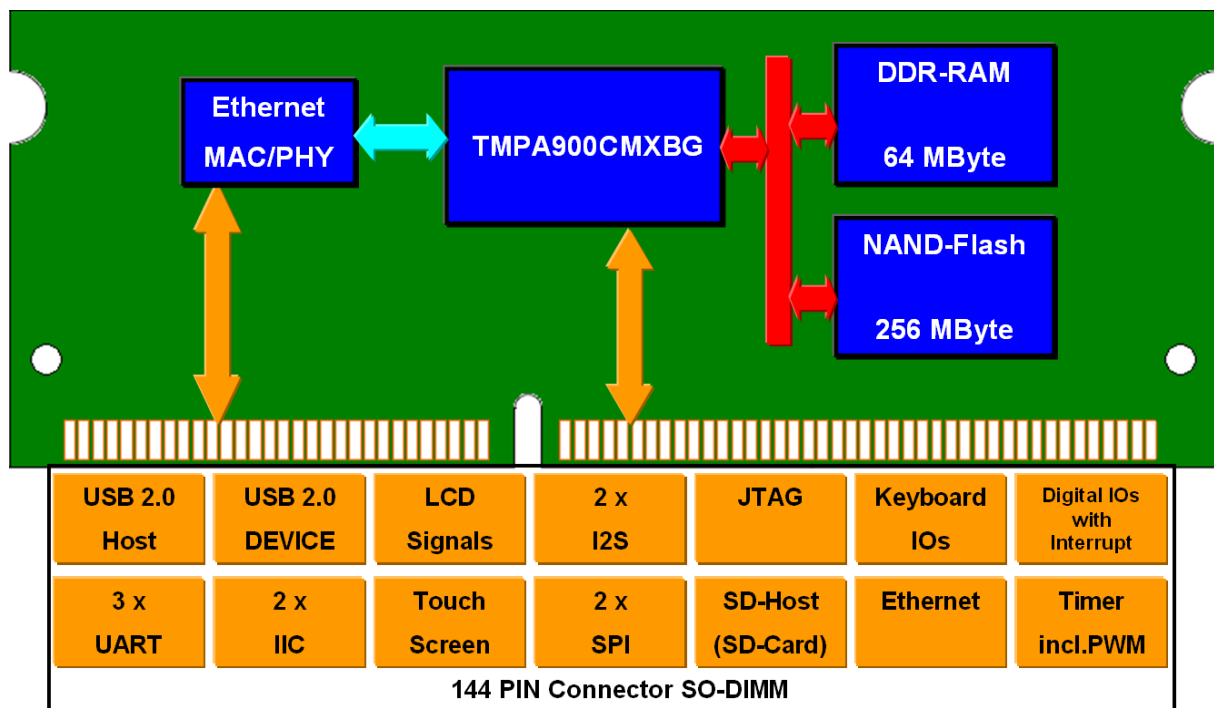 Ethernet
MAC/PHY
TMPA900CMXBG
DDR-RAM
64 MByte
NAND-Flash
256 MByte
USB 2.0
Host
USB 2.0
DEVICE
LCD
Signals
2 x
I2S
JTAG
Keyboard
IOs
Digital IOs
with
Interrupt
3 x
UART
2 x
IIC
Touch
Screen
2 x
SPI
SD-Host
(SD-Card)
Ethernet
Timer
incl.PWM
144 PIN Connector SO-DIMM